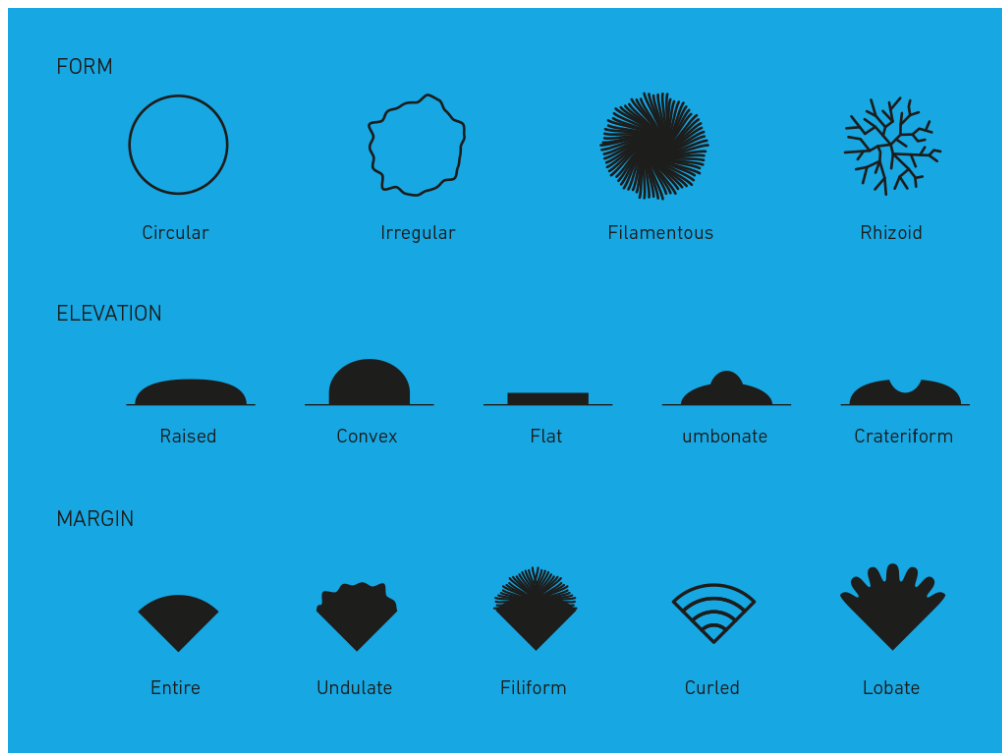 FORM
Circular Irregular Filamentous Rhizoid
ELEVATION
Raised Convex Flat umbonate Crateriform
MARGIN
Entire Undulate Filiform Curled Lobate